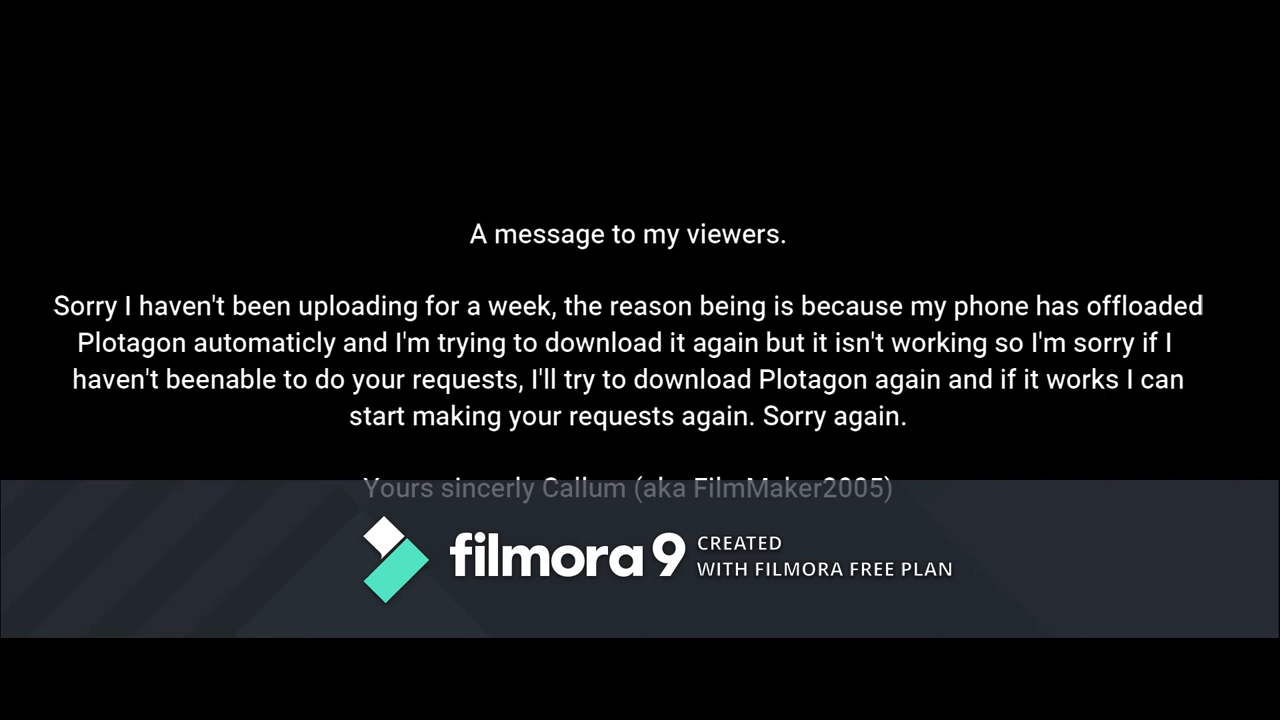 A message to my viewers.
Sorry I haven't been uploading for a week, the reason being is because my phone has offloaded
Plotagon automaticly and I'm trying to download it again but it isn't working so I'm sorry if I
haven't beenable to do your requests, I'll try to download Plotagon again and if it works I can
start making your requests again. Sorry again.
Yours sincerly Callum (aka FilmMaker2005)
filmora 9 CREATED
WITH FILMORA FREE PLAN